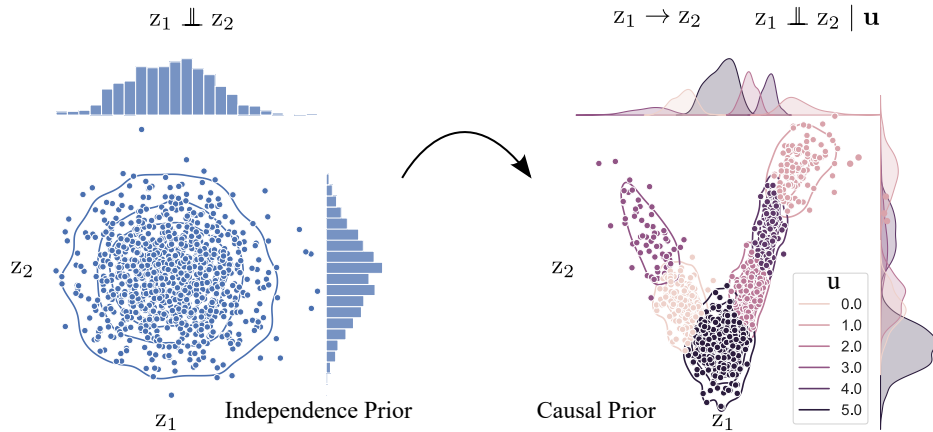 z₁ ⫫ z₂
z₁ → z₂
z₁ ⫫ z₂ | u
z₂
z₁
Independence Prior
z₂
z₁
Causal Prior
u
0.0
1.0
2.0
3.0
4.0
5.0